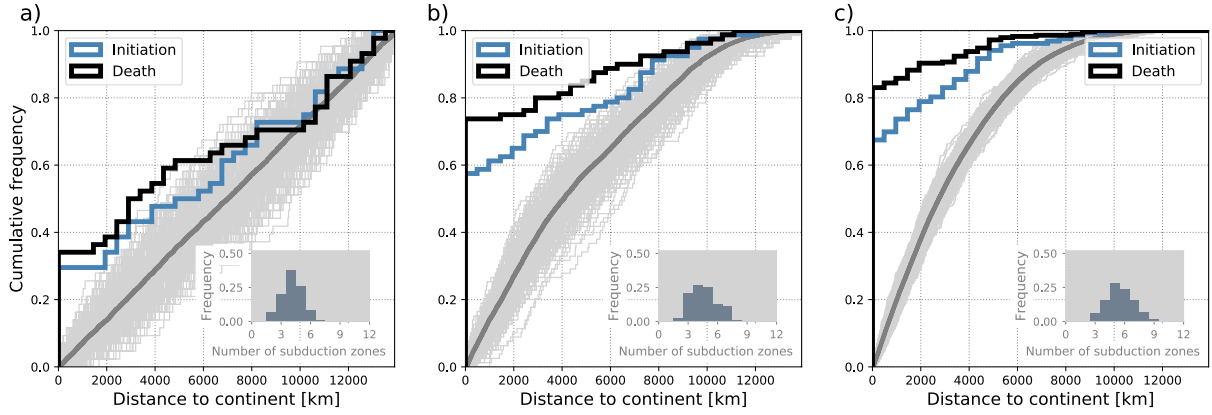 a)
Cumulative frequency
1.0
0.8
0.6
0.4
0.2
0.0
Initiation
Death
Frequency
0.50
0.25
0.00
0 3 6 9 12
Number of subduction zones
0 2000 4000 6000 8000 10000 12000
Distance to continent [km]
b)
1.0
0.8
0.6
0.4
0.2
0.0
Initiation
Death
Frequency
0.50
0.25
0.00
0 3 6 9 12
Number of subduction zones
0 2000 4000 6000 8000 10000 12000
Distance to continent [km]
c)
1.0
0.8
0.6
0.4
0.2
0.0
Initiation
Death
Frequency
0.50
0.25
0.00
0 3 6 9 12
Number of subduction zones
0 2000 4000 6000 8000 10000 12000
Distance to continent [km]